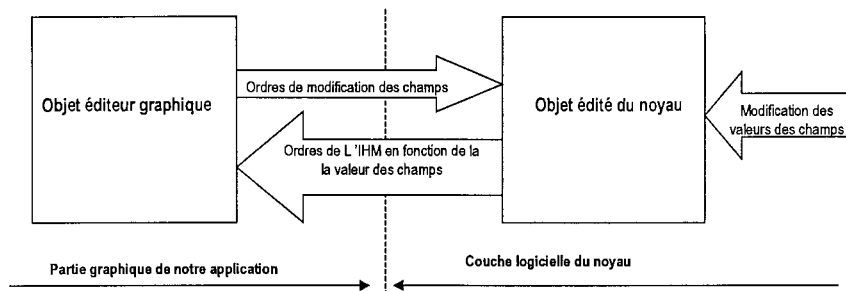 Objet éditeur graphique
Ordres de modification des champs
Objet édité du noyau
Modification des
valeurs des champs
Ordres de L 'IHM en fonction de la
la valeur des champs
Partie graphique de notre application
Couche logicielle du noyau